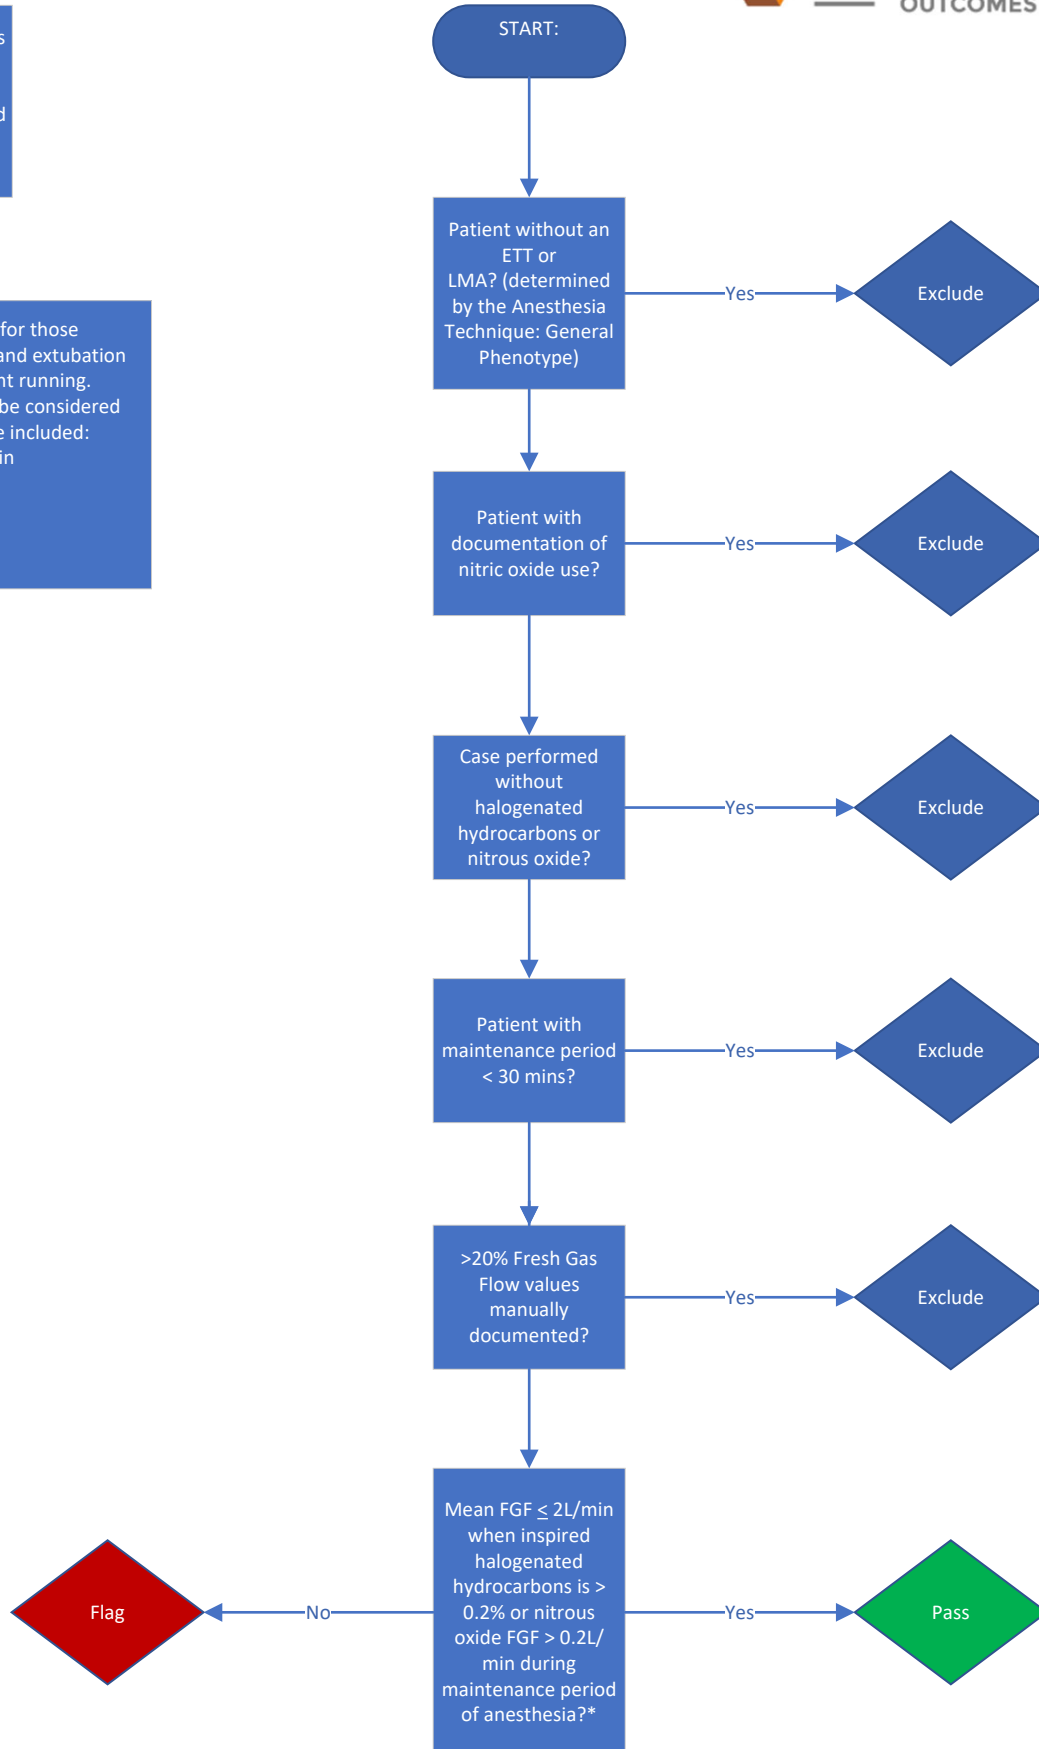 OUTCOMES
START:
s
d
Patient without an
ETT or
LMA? (determined
by the Anesthesia
Technique: General
Phenotype)
Yes
Exclude
for those
and extubation
nt running.
be considered
e included:
in
Patient with
documentation of
nitric oxide use?
Yes
Exclude
Case performed
without
halogenated
hydrocarbons or
nitrous oxide?
Yes
Exclude
Patient with
maintenance period
< 30 mins?
Yes
Exclude
>20% Fresh Gas
Flow values
manually
documented?
Yes
Exclude
Mean FGF ≤ 2L/min
when inspired
halogenated
hydrocarbons is >
0.2% or nitrous
oxide FGF > 0.2L/
min during
maintenance period
of anesthesia?*
No
Flag
Yes
Pass